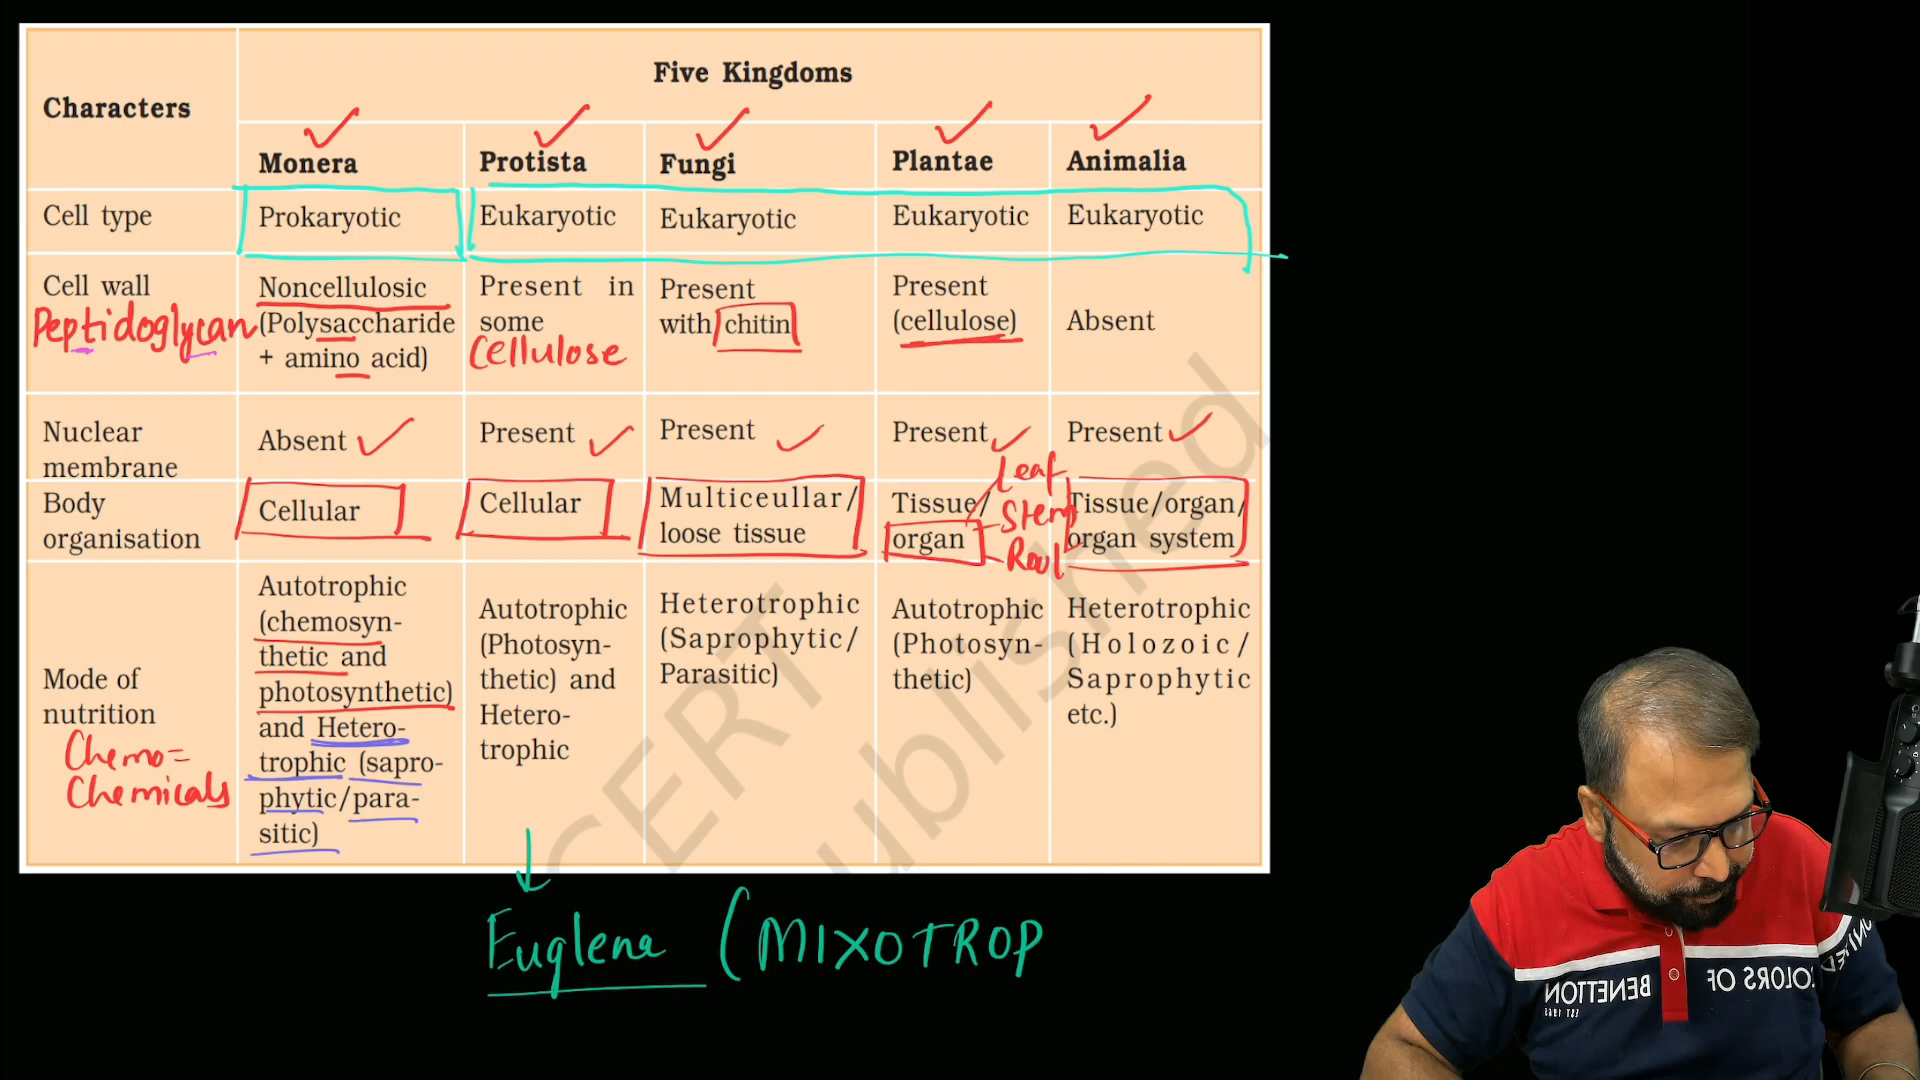 Five Kingdoms
Characters
Monera
Protista
Fungi
Plantae
Animalia
Cell type
Prokaryotic
Eukaryotic
Eukaryotic
Eukaryotic
Eukaryotic
Cell wall
Peptidoglycan
Noncellulosic
(Polysaccharide
+ amino acid)
Present in
some
Cellulose
Present
with chitin
Present
(cellulose)
Absent
Nuclear
membrane
Absent
Present
Present
Present
Present
Body
organisation
Cellular
Cellular
Multiceullar/
loose tissue
Tissue/
organ
Leaf
Stem
Root
Tissue/organ/
organ system
Mode of
nutrition
Chemo=
Chemicals
Autotrophic
(chemosyn-
thetic and
photosynthetic)
and Hetero-
trophic (sapro-
phytic/para-
sitic)
Autotrophic
(Photosyn-
thetic) and
Hetero-
trophic
Heterotrophic
(Saprophytic/
Parasitic)
Autotrophic
(Photosyn-
thetic)
Heterotrophic
(Holozoic/
Saprophytic
etc.)
Euglena (MIXOTROP
COLORS OF
BENETTON